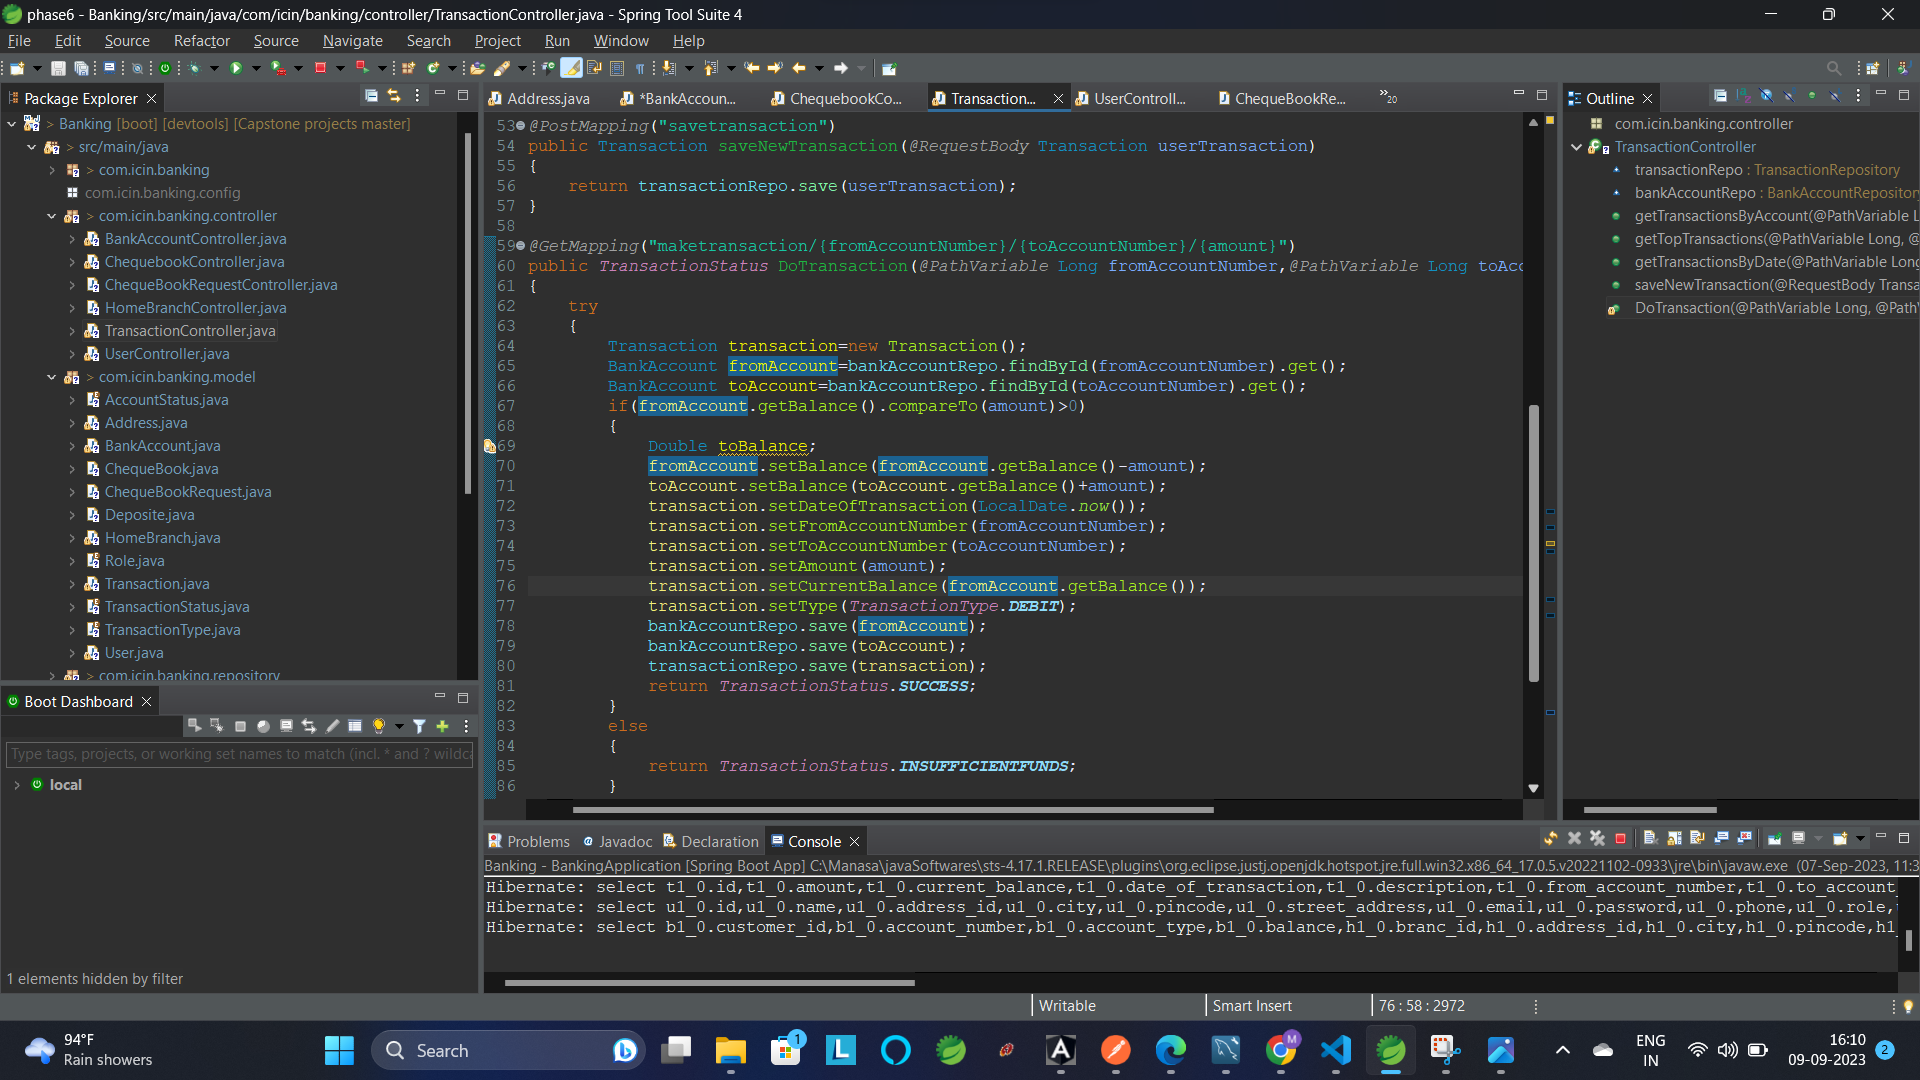 phase6 - Banking/src/main/java/com/icin/banking/controller/TransactionController.java - Spring Tool Suite 4
File Edit Source Refactor Source Navigate Search Project Run Window Help
Package Explorer
> Banking [boot] [devtools] [Capstone projects master]
> src/main/java
> com.icin.banking
com.icin.banking.config
> com.icin.banking.controller
BankAccountController.java
ChequebookController.java
ChequeBookRequestController.java
HomeBranchController.java
TransactionController.java
UserController.java
> com.icin.banking.model
AccountStatus.java
Address.java
BankAccount.java
ChequeBook.java
ChequeBookRequest.java
Deposite.java
HomeBranch.java
Role.java
Transaction.java
TransactionStatus.java
TransactionType.java
User.java
> com.icin.banking.repository
Boot Dashboard
Type tags, projects, or working set names to match (incl. * and ? wildca
local
1 elements hidden by filter
Address.java *BankAccoun... ChequebookCo... Transaction... UserControll... ChequeBookRe... »20
53 @PostMapping("savetransaction")
54 public Transaction saveNewTransaction(@RequestBody Transaction userTransaction)
55 {
56 return transactionRepo.save(userTransaction);
57 }
58
59 @GetMapping("maketransaction/{fromAccountNumber}/{toAccountNumber}/{amount}")
60 public TransactionStatus DoTransaction(@PathVariable Long fromAccountNumber,@PathVariable Long toAcc
61 {
62 try
63 {
64 Transaction transaction=new Transaction();
65 BankAccount fromAccount=bankAccountRepo.findById(fromAccountNumber).get();
66 BankAccount toAccount=bankAccountRepo.findById(toAccountNumber).get();
67 if(fromAccount.getBalance().compareTo(amount)>0)
68 {
69 Double toBalance;
70 fromAccount.setBalance(fromAccount.getBalance()-amount);
71 toAccount.setBalance(toAccount.getBalance()+amount);
72 transaction.setDateOfTransaction(LocalDate.now());
73 transaction.setFromAccountNumber(fromAccountNumber);
74 transaction.setToAccountNumber(toAccountNumber);
75 transaction.setAmount(amount);
76 transaction.setCurrentBalance(fromAccount.getBalance());
77 transaction.setType(TransactionType.DEBIT);
78 bankAccountRepo.save(fromAccount);
79 bankAccountRepo.save(toAccount);
80 transactionRepo.save(transaction);
81 return TransactionStatus.SUCCESS;
82 }
83 else
84 {
85 return TransactionStatus.INSUFFICIENTFUNDS;
86 }
Outline
com.icin.banking.controller
TransactionController
transactionRepo : TransactionRepository
bankAccountRepo : BankAccountRepository
getTransactionsByAccount(@PathVariable L
getTopTransactions(@PathVariable Long, @
getTransactionsByDate(@PathVariable Long
saveNewTransaction(@RequestBody Transa
DoTransaction(@PathVariable Long, @Path
Problems @ Javadoc Declaration Console
Banking - BankingApplication [Spring Boot App] C:\Manasa\javaSoftwares\sts-4.17.1.RELEASE\plugins\org.eclipse.justj.openjdk.hotspot.jre.full.win32.x86_64_17.0.5.v20221102-0933\jre\bin\javaw.exe (07-Sep-2023, 11:3
Hibernate: select t1_0.id,t1_0.amount,t1_0.current_balance,t1_0.date_of_transaction,t1_0.description,t1_0.from_account_number,t1_0.to_account_
Hibernate: select u1_0.id,u1_0.name,u1_0.address_id,u1_0.city,u1_0.pincode,u1_0.street_address,u1_0.email,u1_0.password,u1_0.phone,u1_0.role,
Hibernate: select b1_0.customer_id,b1_0.account_number,b1_0.account_type,b1_0.balance,h1_0.branc_id,h1_0.address_id,h1_0.city,h1_0.pincode,h1_
Writable Smart Insert 76 : 58 : 2972
94°F
Rain showers
Search
1
L
M
ENG
IN
16:10
09-09-2023
2